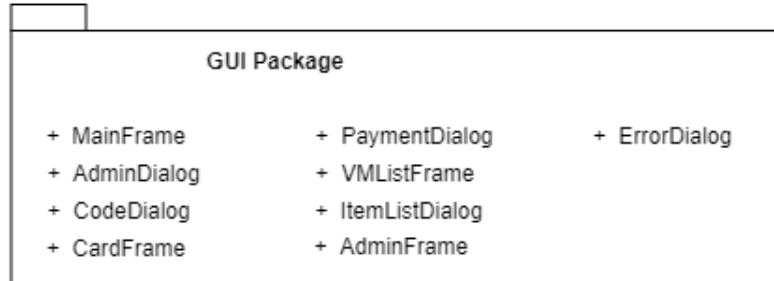 GUI Package
+ MainFrame
+ AdminDialog
+ CodeDialog
+ CardFrame
+ PaymentDialog
+ VMListFrame
+ ItemListDialog
+ AdminFrame
+ ErrorDialog